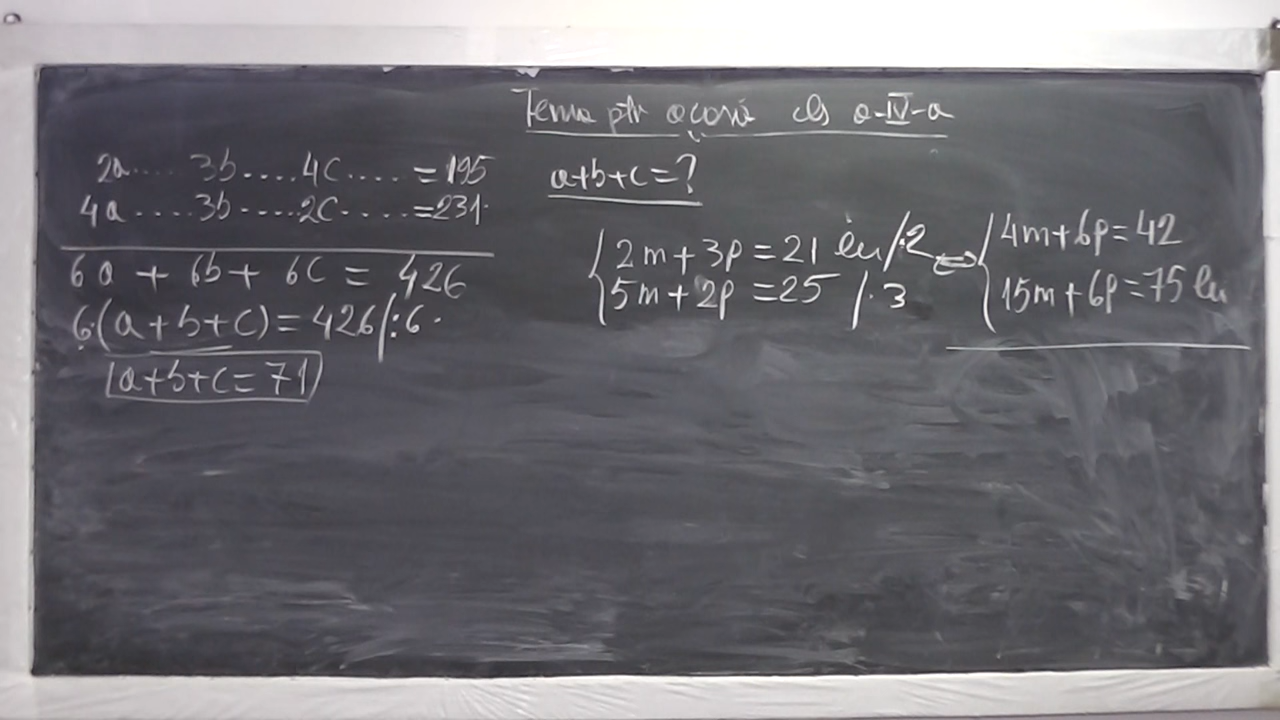 Tema ptr acasă cls a-IV-a
2a.... 3b....4c.... =195
4a ....3b.....2c.....=231.
6a + 6b + 6c = 426
6.(a+b+c)=426/:6.
a+b+c=71
a+b+c=?
2m+3p=21 lei/.2 <=> 4m+6p=42
5m+2p=25 /.3 15m+6p=75 lei